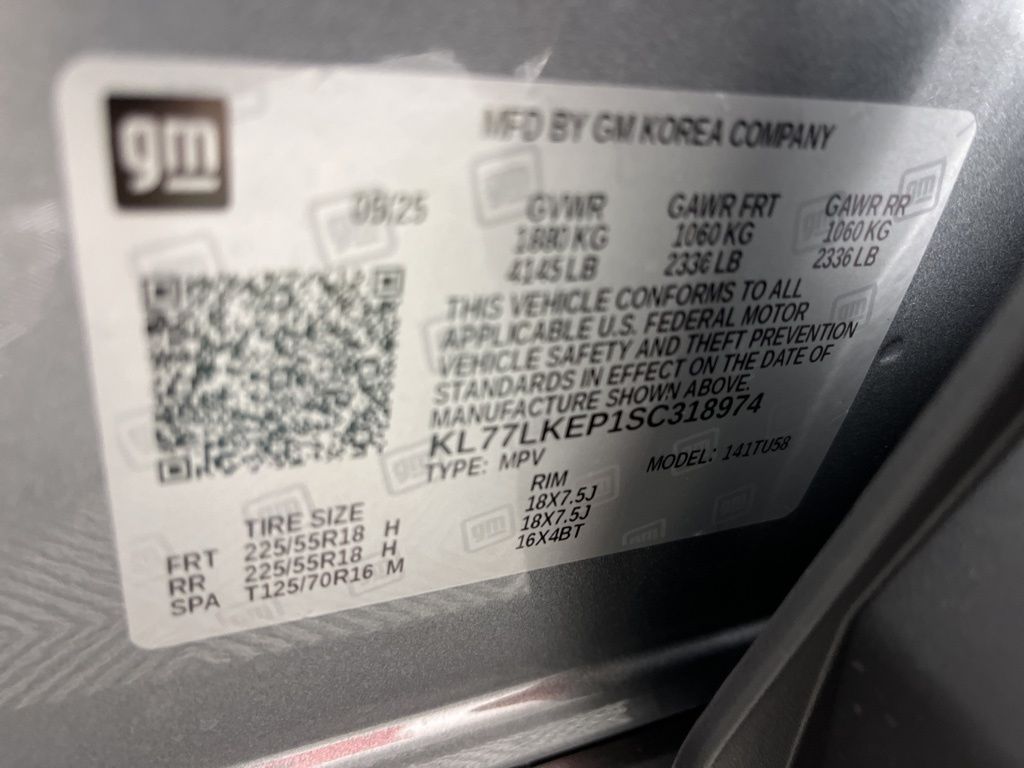 gm
MFD BY GM KOREA COMPANY
09/25 GVWR GAWR FRT GAWR RR
1880 KG 1060 KG 1060 KG
4145 LB 2336 LB 2336 LB
THIS VEHICLE CONFORMS TO ALL
APPLICABLE U.S. FEDERAL MOTOR
VEHICLE SAFETY AND THEFT PREVENTION
STANDARDS IN EFFECT ON THE DATE OF
MANUFACTURE SHOWN ABOVE.
KL77LKEP1SC318974
TYPE: MPV MODEL: 141TU58
TIRE SIZE RIM
FRT 225/55R18 H 18X7.5J
RR 225/55R18 H 18X7.5J
SPA T125/70R16 M 16X4BT